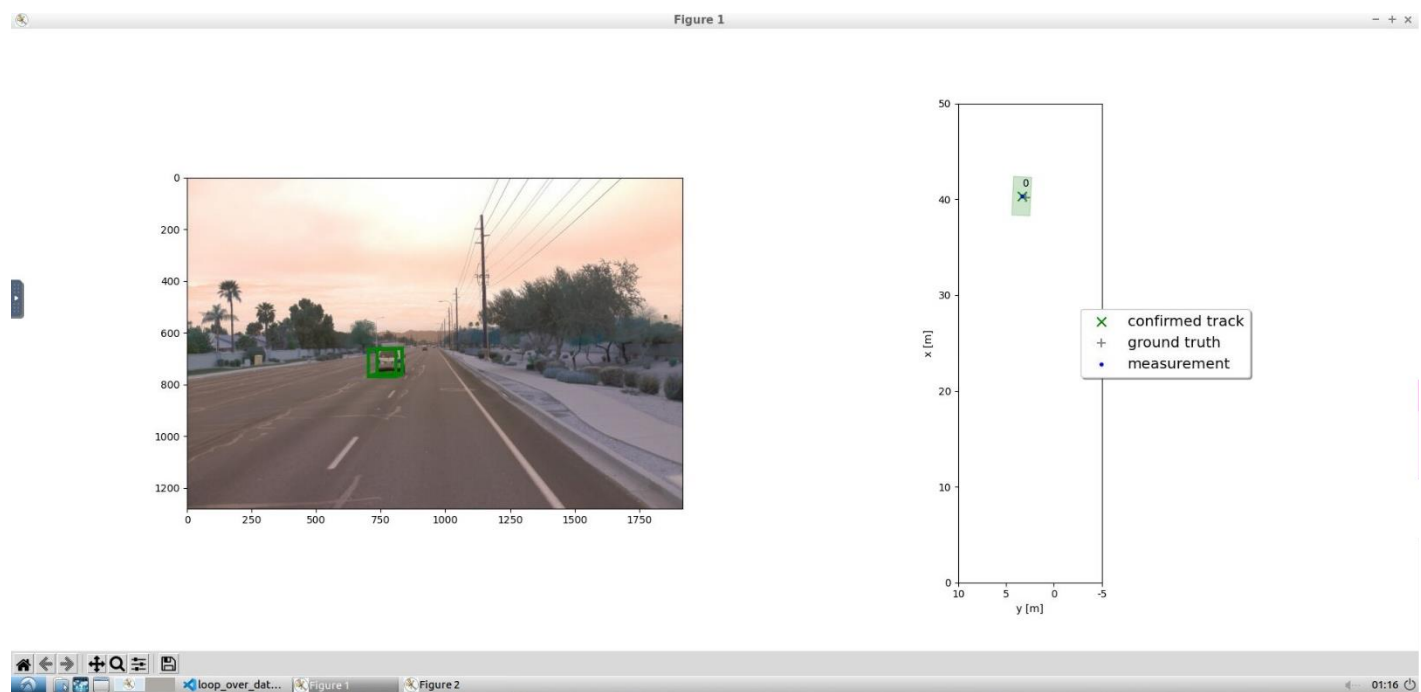 Figure 1
0
200
400
600
800
1000
1200
0 250 500 750 1000 1250 1500 1750
50
40
30
20
10
0
x [m]
10 5 0 -5
y [m]
0
confirmed track
ground truth
measurement
loop_over_dat... Figure 1 Figure 2 01:16